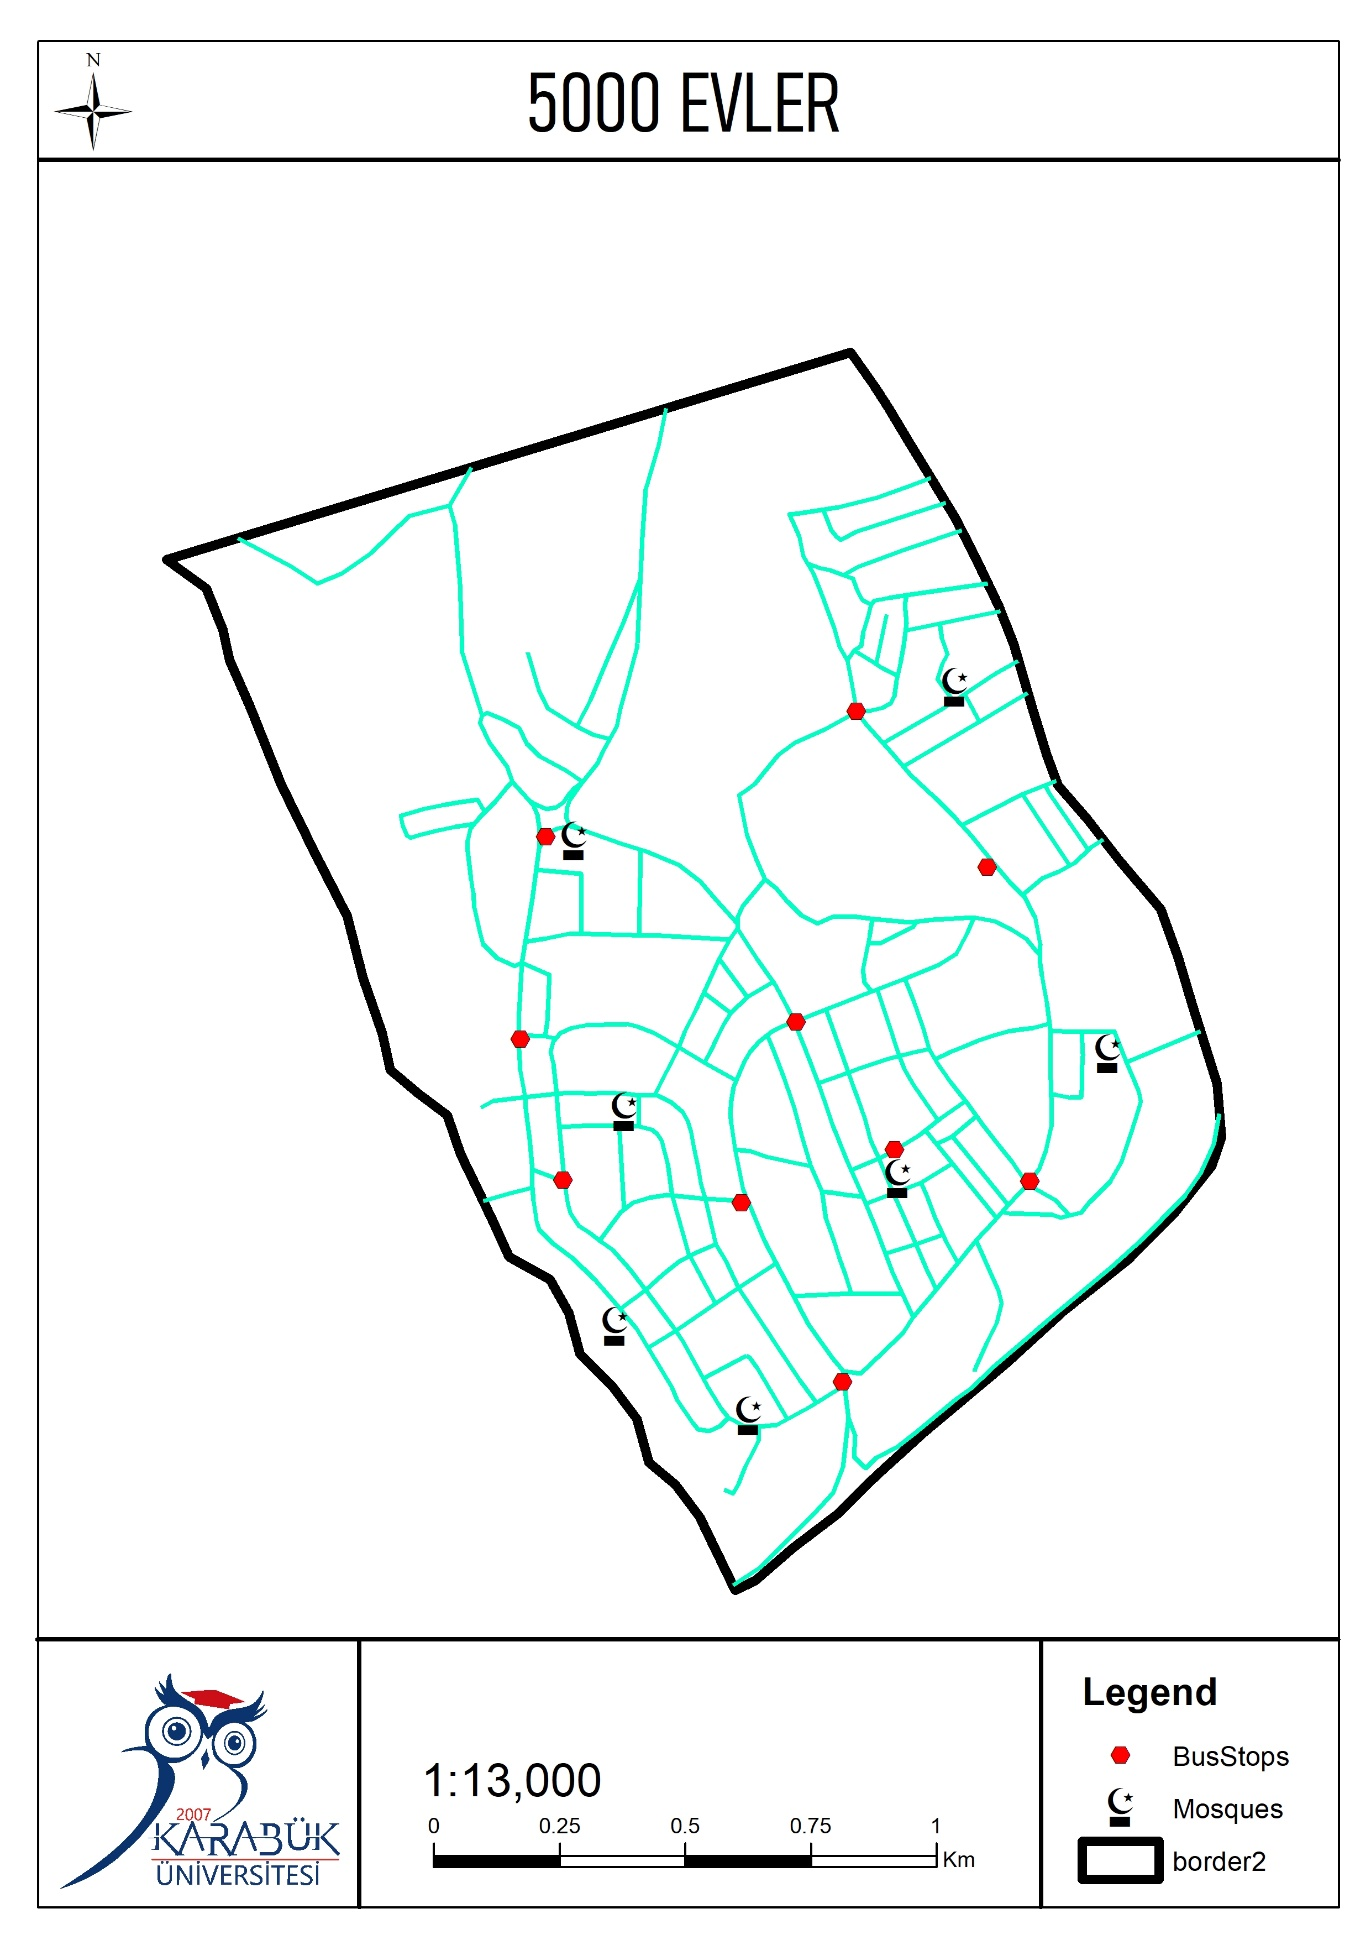 N
5000 EVLER
2007
KARABÜK
ÜNİVERSİTESİ
1:13,000
0 0.25 0.5 0.75 1
Km
Legend
BusStops
Mosques
border2